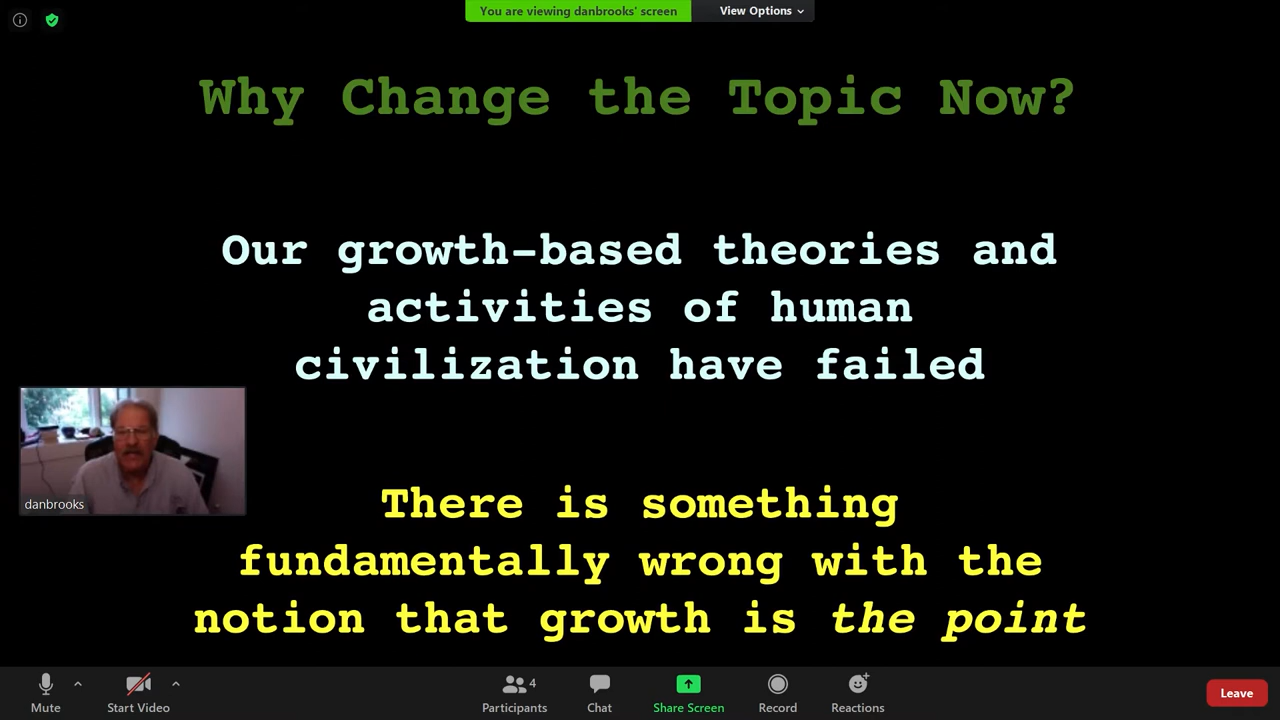 You are viewing danbrooks' screen
View Options
Why Change the Topic Now?
Our growth-based theories and
activities of human
civilization have failed
danbrooks
There is something
fundamentally wrong with the
notion that growth is the point
Mute
Start Video
Participants
4
Chat
Share Screen
Record
Reactions
Leave